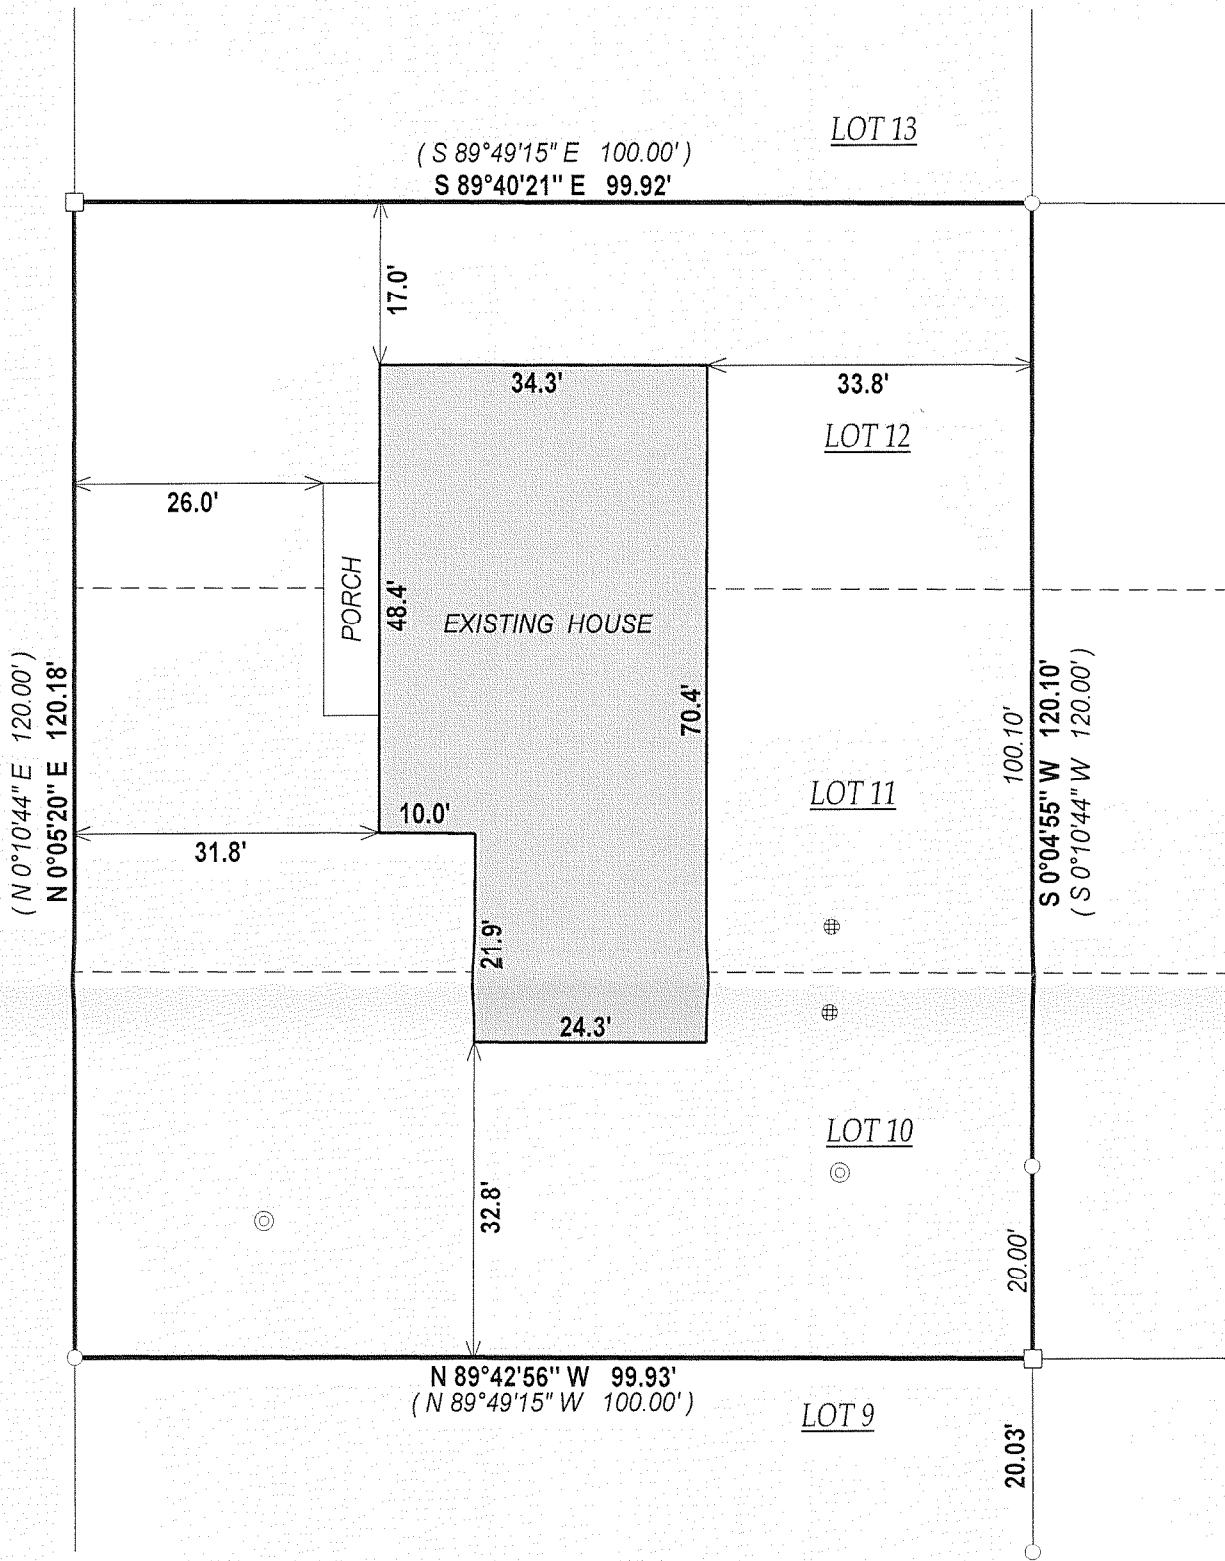 LOT 13
( S 89°49'15" E 100.00' )
S 89°40'21" E 99.92'
17.0'
34.3'
33.8'
LOT 12
26.0'
PORCH
48.4'
EXISTING HOUSE
70.4'
( N 0°10'44" E 120.00' )
N 0°05'20" E 120.18'
100.10'
S 0°04'55" W 120.10'
( S 0°10'44" W 120.00' )
LOT 11
10.0'
31.8'
21.9'
24.3'
LOT 10
32.8'
20.00'
N 89°42'56" W 99.93'
( N 89°49'15" W 100.00' )
LOT 9
20.03'